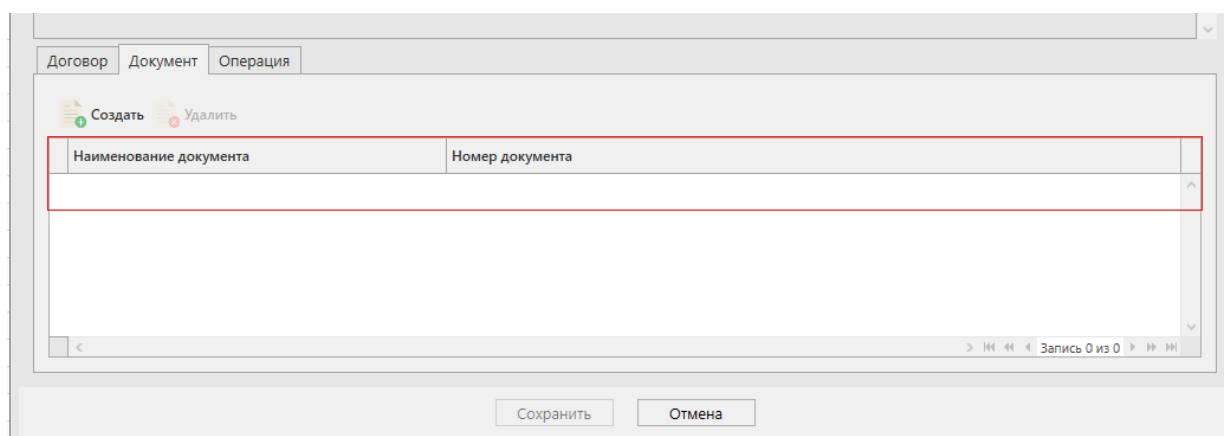 Договор Документ Операция
Создать Удалить
Наименование документа Номер документа
Запись 0 из 0
Сохранить Отмена